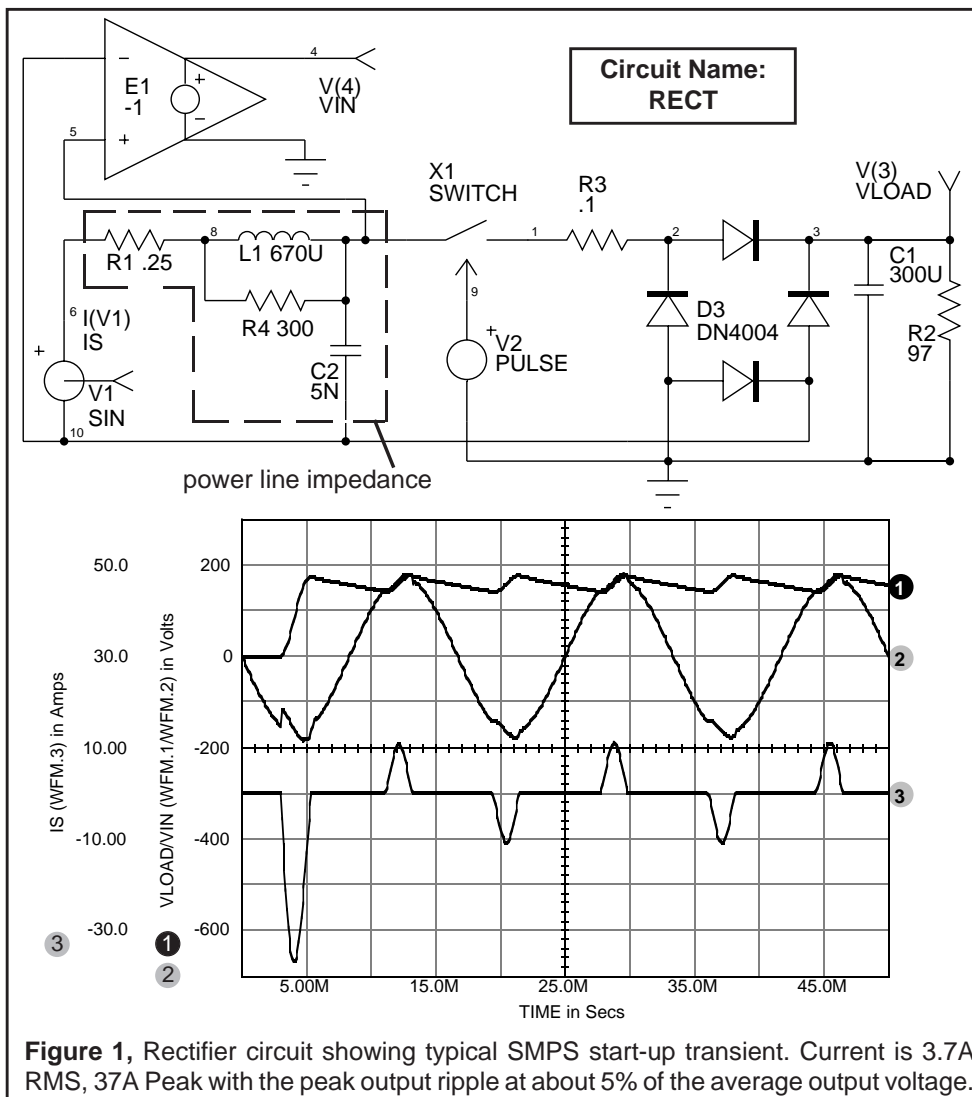 4
E1
-1
V(4)
VIN
Circuit Name:
RECT
−
+
+
−
5
X1
SWITCH
R3
.1
V(3)
VLOAD
8
L1 670U
R1 .25
1
2
3
C1
300U
6
I(V1)
IS
R4 300
9
D3
DN4004
R2
97
+
V1
SIN
C2
5N
+
V2
PULSE
10
power line impedance
50.0
200
1
30.0
0
2
10.00
-200
3
-10.00
-400
-30.0
-600
IS (WFM.3) in Amps
VLOAD/VIN (WFM.1/WFM.2) in Volts
3
1
2
5.00M
15.0M
25.0M
35.0M
45.0M
TIME in Secs
Figure 1, Rectifier circuit showing typical SMPS start-up transient. Current is 3.7A
RMS, 37A Peak with the peak output ripple at about 5% of the average output voltage.